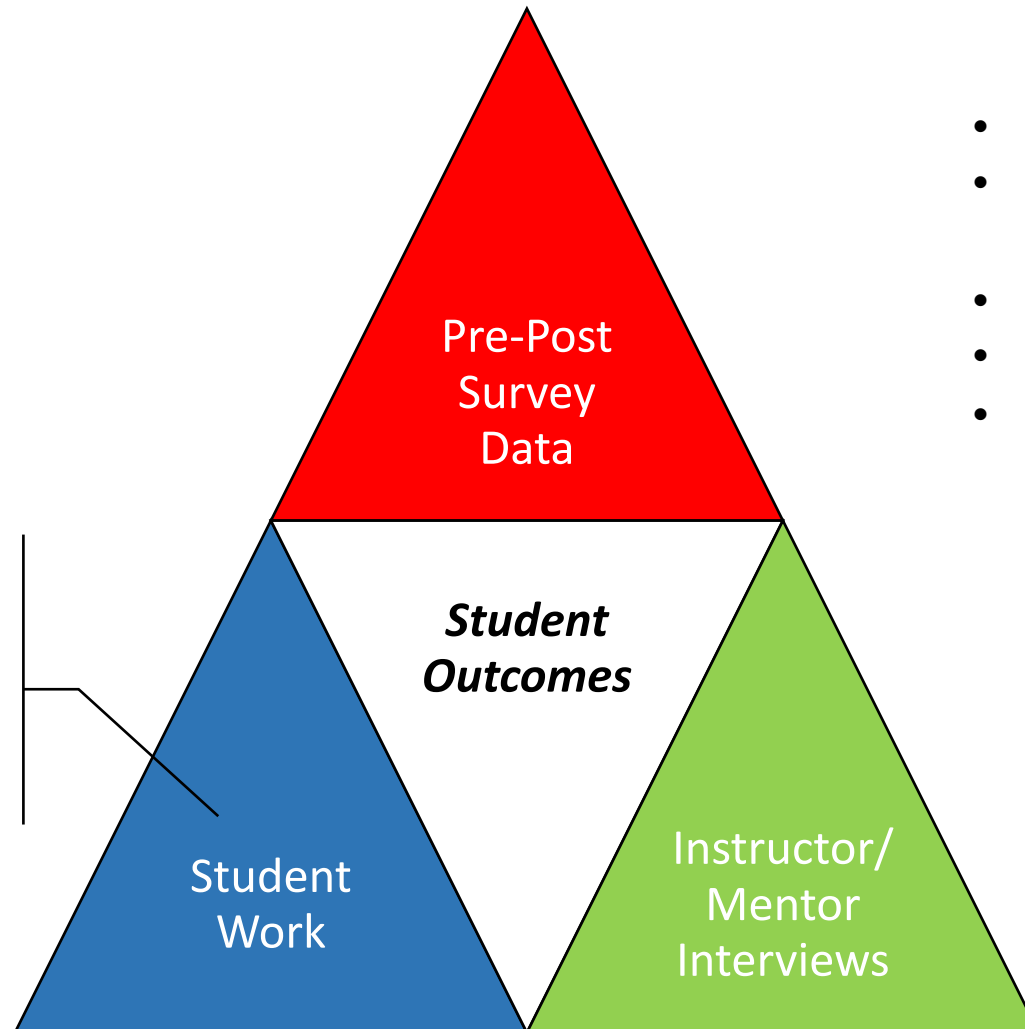 Pre-Post
Survey
Data
Student
Outcomes
Student
Work
Instructor/
Mentor
Interviews